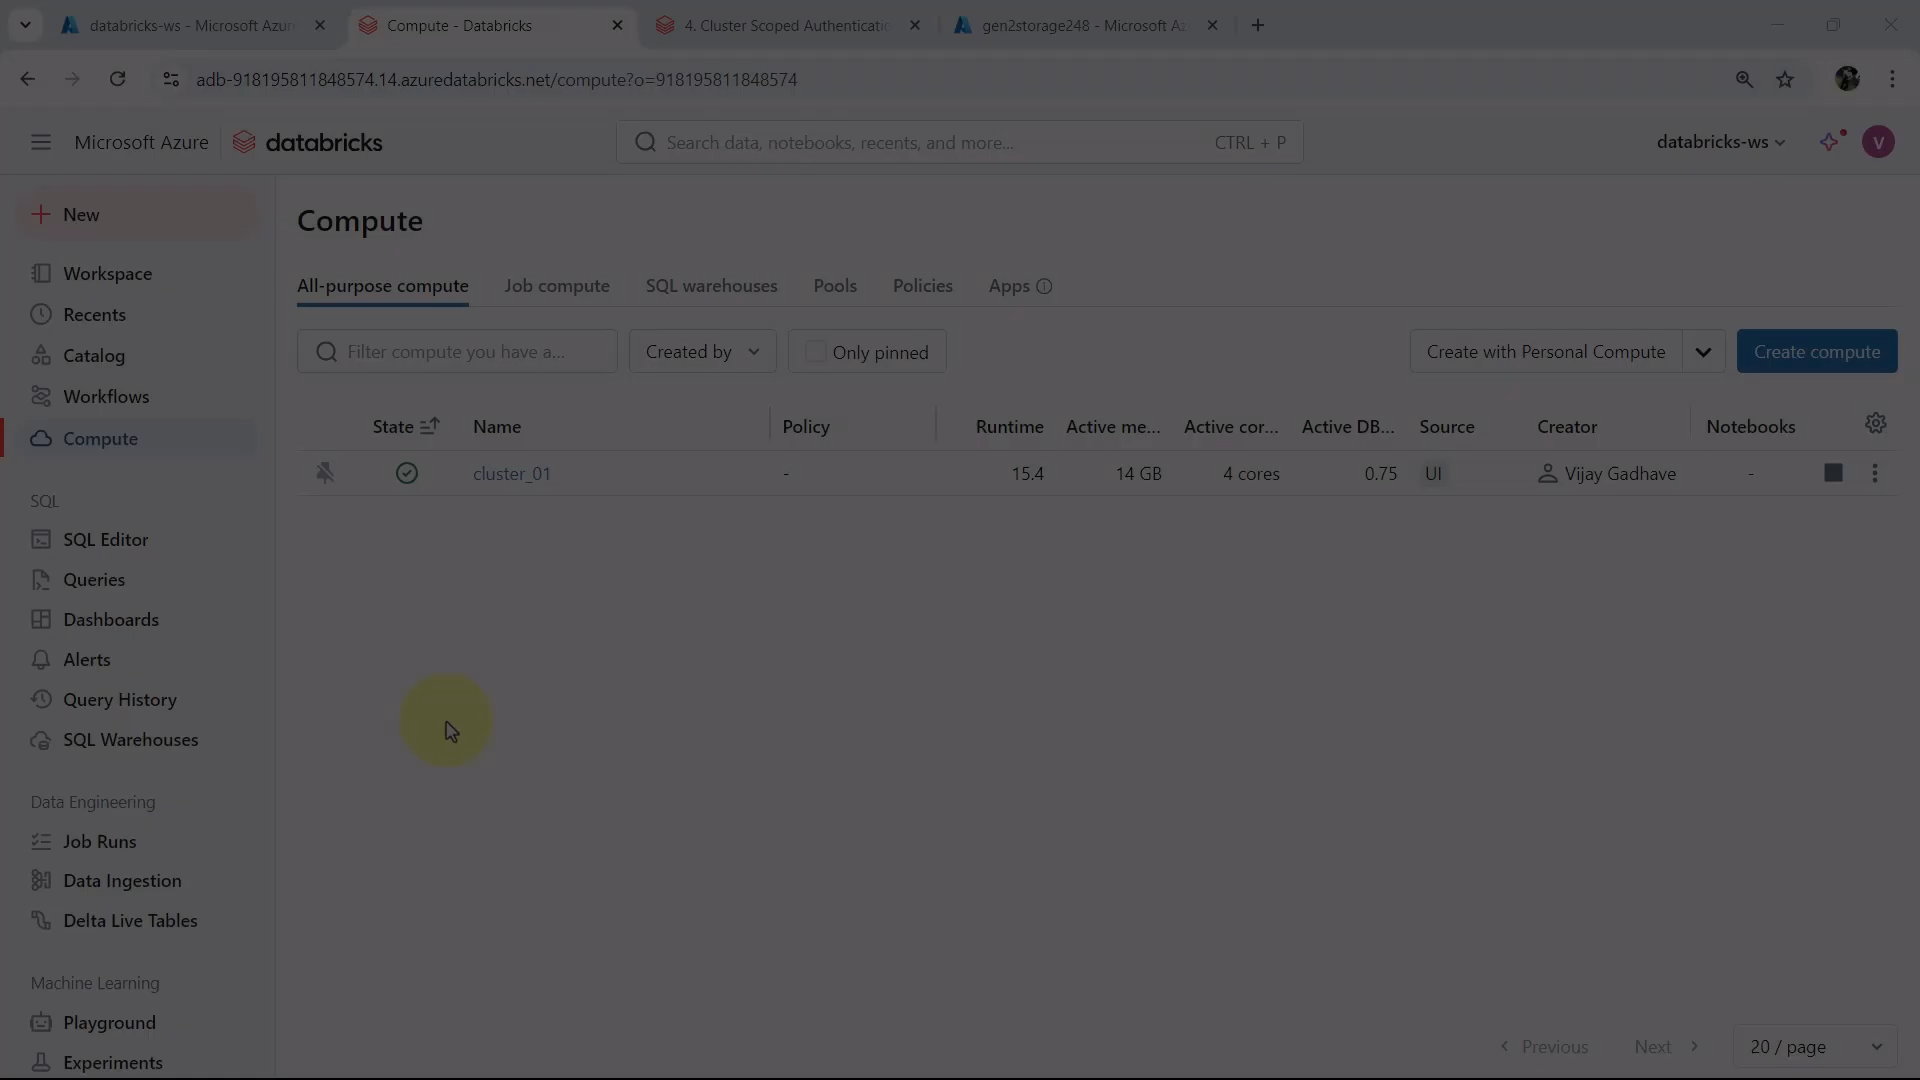 databricks-ws - Microsoft Azur
Compute - Databricks
4. Cluster Scoped Authenticatio
gen2storage248 - Microsoft Az
adb-918195811848574.14.azuredatabricks.net/compute?o=918195811848574
Microsoft Azure
databricks
Search data, notebooks, recents, and more...
CTRL + P
databricks-ws
V
New
Workspace
Recents
Catalog
Workflows
Compute
SQL
SQL Editor
Queries
Dashboards
Alerts
Query History
SQL Warehouses
Data Engineering
Job Runs
Data Ingestion
Delta Live Tables
Machine Learning
Playground
Experiments
Compute
All-purpose compute
Job compute
SQL warehouses
Pools
Policies
Apps
Filter compute you have a...
Created by
Only pinned
Create with Personal Compute
Create compute
State Name Policy Runtime Active me... Active cor... Active DB... Source Creator Notebooks
cluster_01 - 15.4 14 GB 4 cores 0.75 UI Vijay Gadhave -
Previous
Next
20 / page